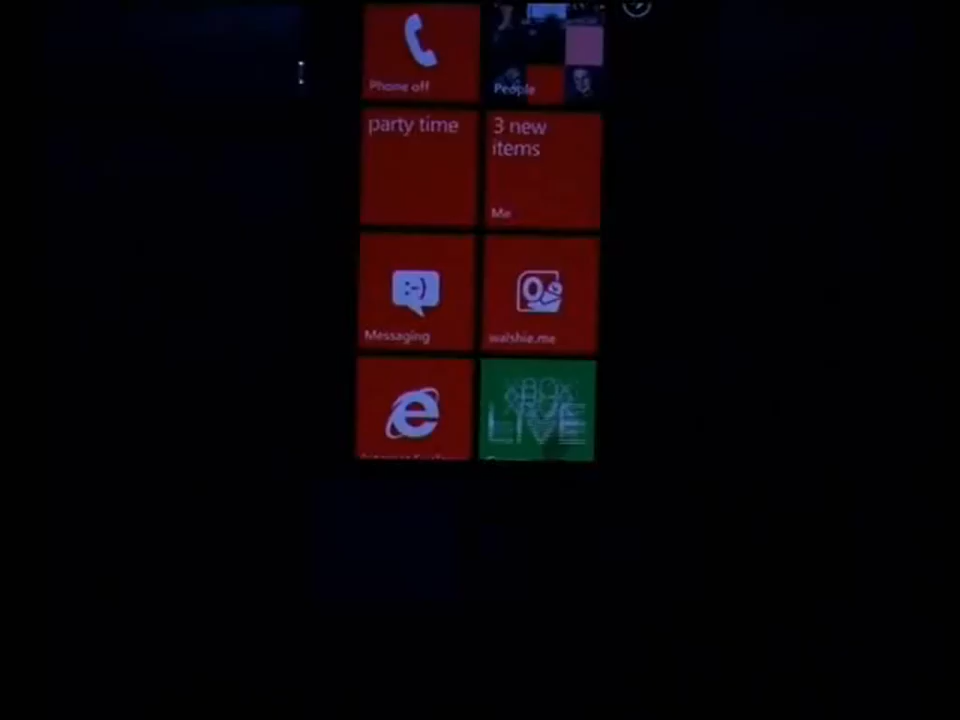 Phone off
People
party time
3 new
items
Me
:-)
Messaging
O
walshie.me
e
XBOX
LIVE